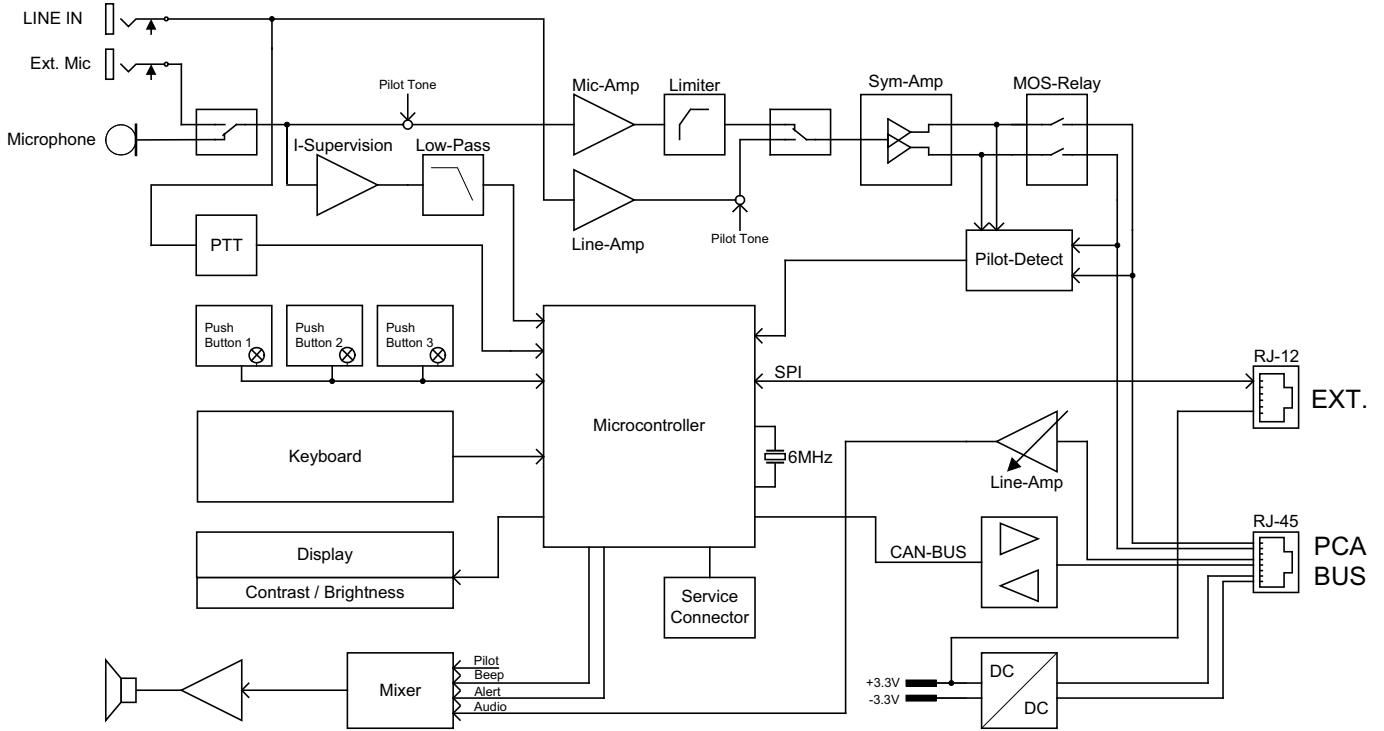 LINE IN
Ext. Mic
Microphone
Pilot Tone
Mic-Amp
Limiter
Sym-Amp
MOS-Relay
I-Supervision
Low-Pass
PTT
Line-Amp
Pilot Tone
Pilot-Detect
Push
Button 1
Push
Button 2
Push
Button 3
SPI
RJ-12
EXT.
Keyboard
Microcontroller
6MHz
Line-Amp
RJ-45
PCA
BUS
Display
Contrast / Brightness
CAN-BUS
Service
Connector
Mixer
Pilot
Beep
Alert
Audio
+3.3V
-3.3V
DC
DC